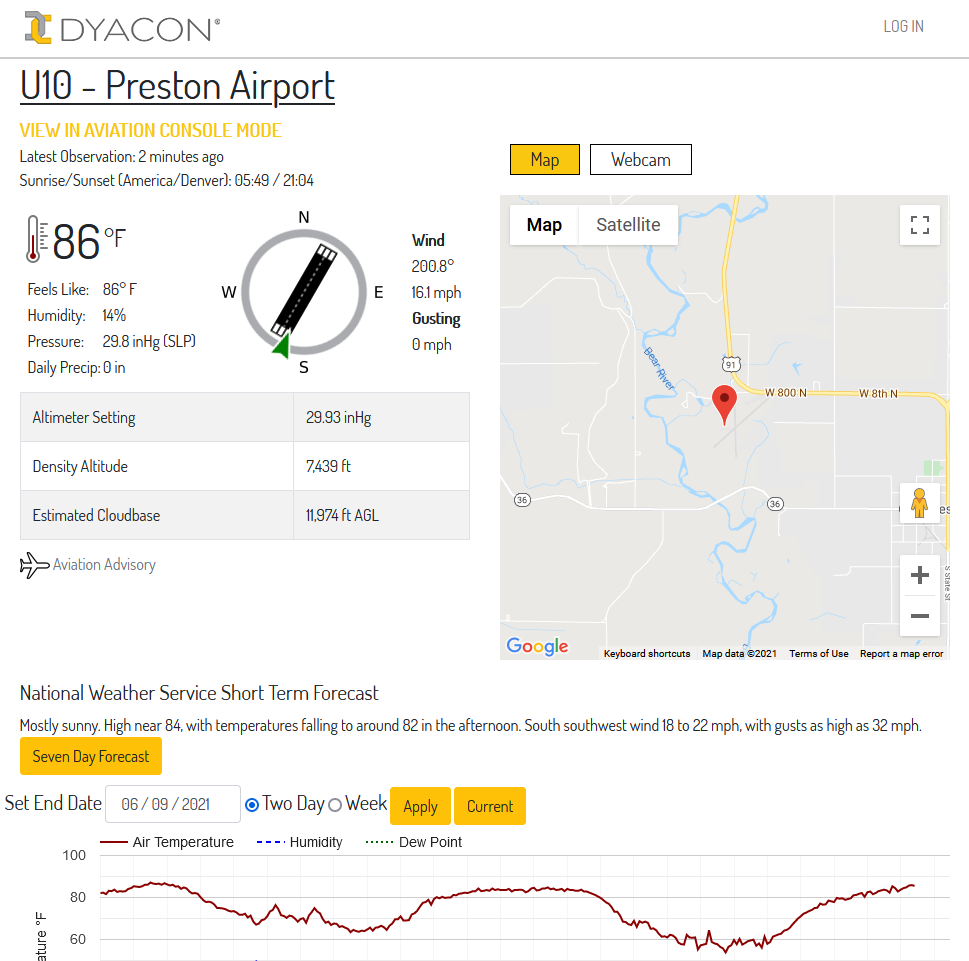 DYACON®
LOG IN
U10 - Preston Airport
VIEW IN AVIATION CONSOLE MODE
Latest Observation: 2 minutes ago
Sunrise/Sunset (America/Denver): 05:49 / 21:04
Map Webcam
86 °F
Feels Like: 86° F
Humidity: 14%
Pressure: 29.8 inHg (SLP)
Daily Precip: 0 in
N
W E
S
Wind
200.8°
16.1 mph
Gusting
0 mph
Altimeter Setting 29.93 inHg
Density Altitude 7,439 ft
Estimated Cloudbase 11,974 ft AGL
Aviation Advisory
Map Satellite
Bear River
91
W 800 N W 8th N
36
36
es
S State St
Google
Keyboard shortcuts Map data ©2021 Terms of Use Report a map error
National Weather Service Short Term Forecast
Mostly sunny. High near 84, with temperatures falling to around 82 in the afternoon. South southwest wind 18 to 22 mph, with gusts as high as 32 mph.
Seven Day Forecast
Set End Date 06 / 09 / 2021 Two Day Week Apply Current
Air Temperature Humidity Dew Point
100
80
60
ature °F